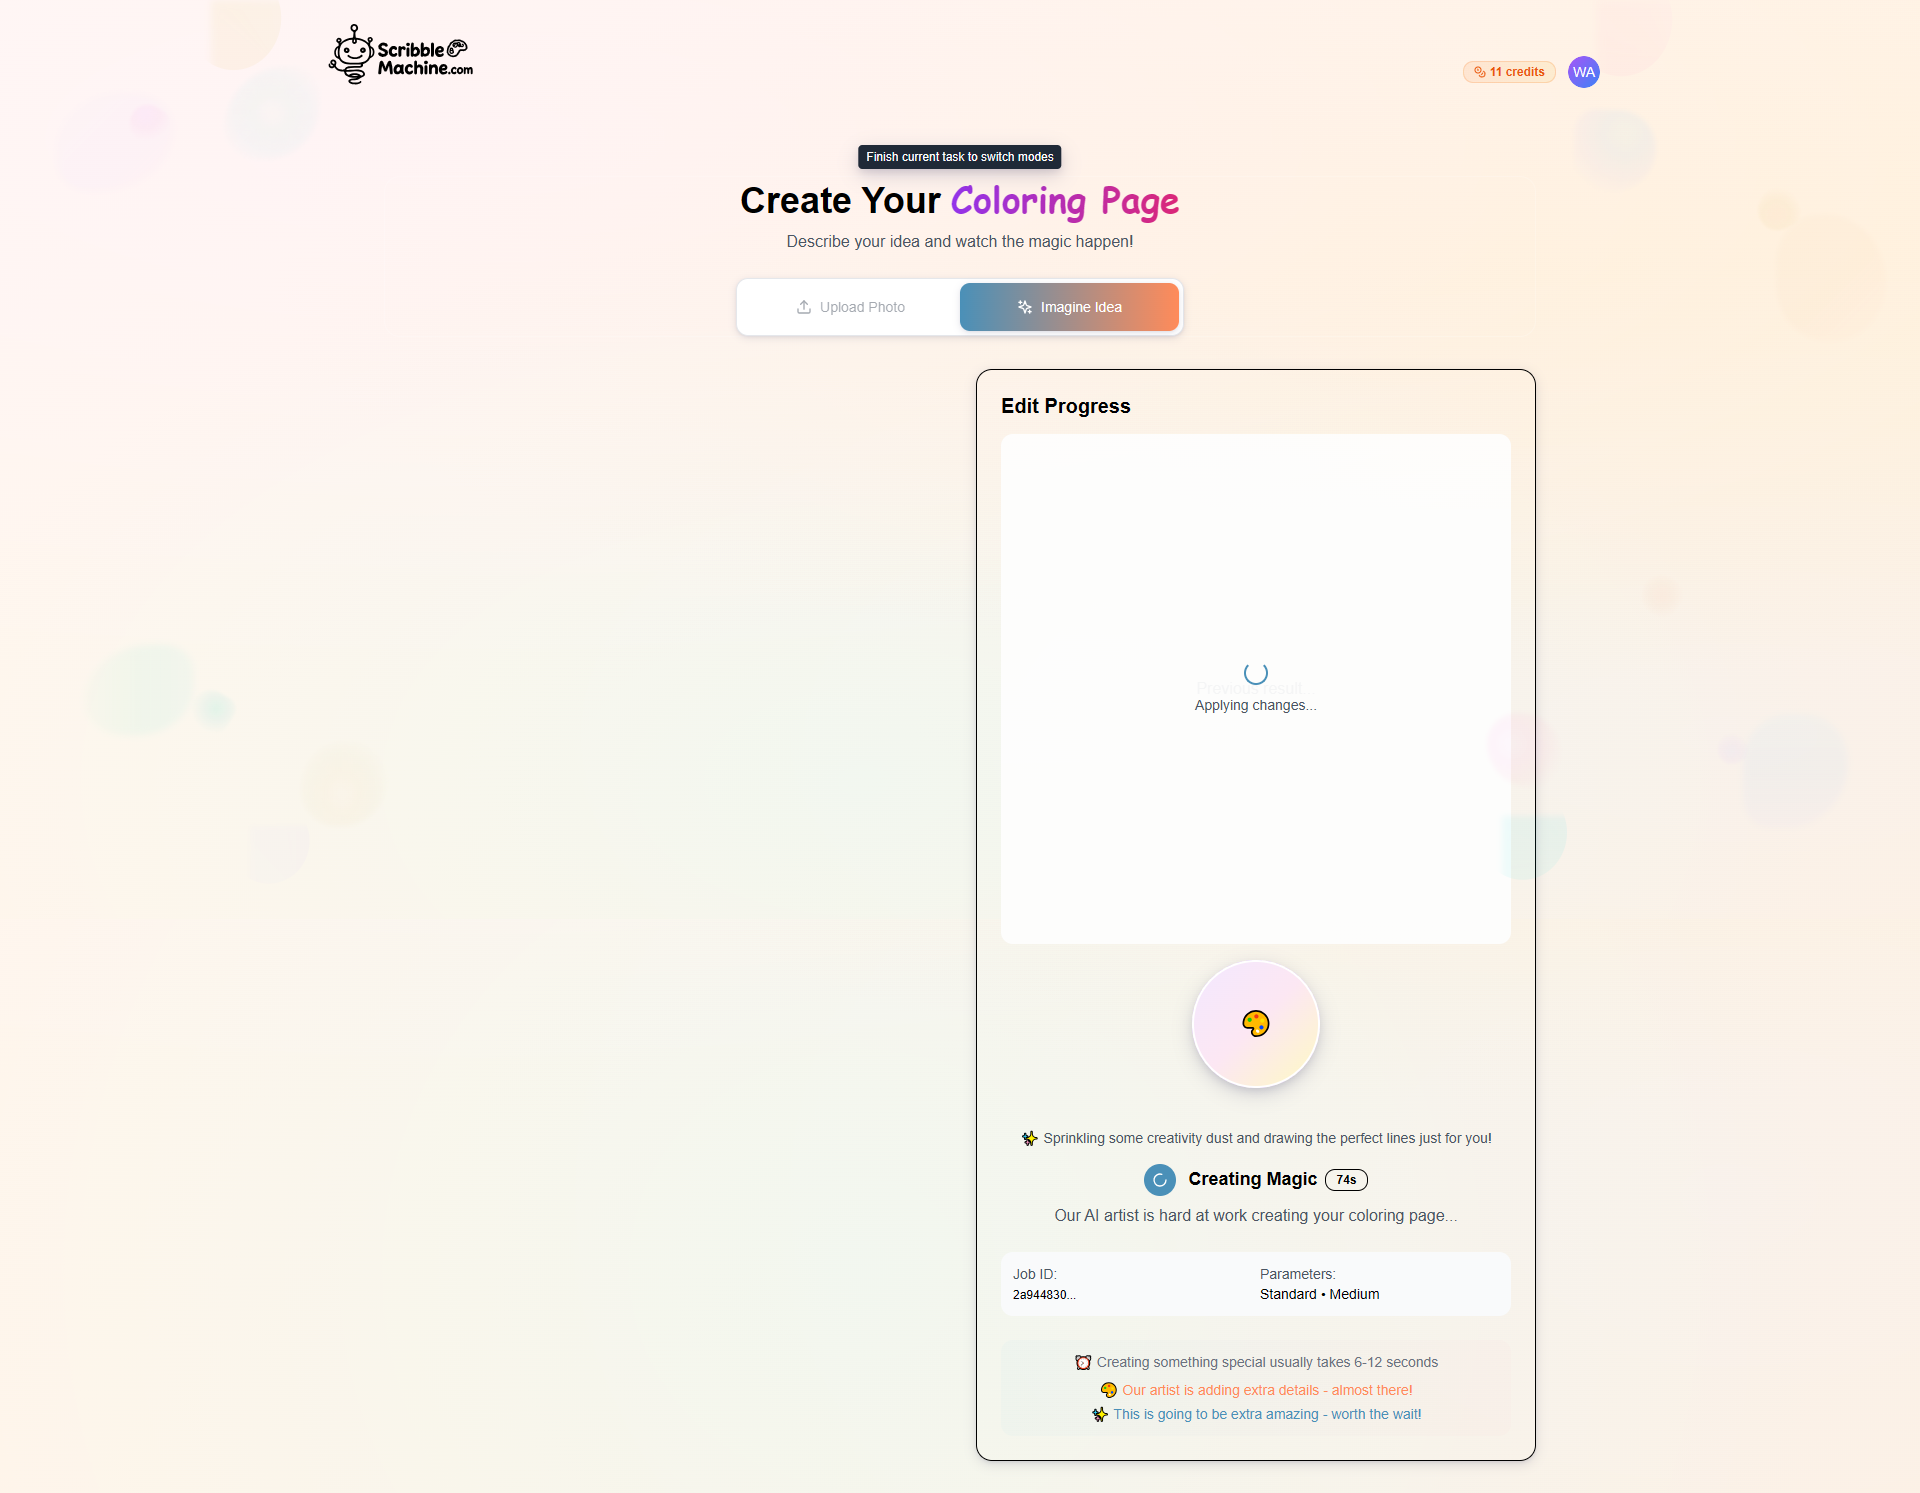 Scribble
Machine.com
11 credits
WA
Finish current task to switch modes
Create Your Coloring Page
Describe your idea and watch the magic happen!
Upload Photo
Imagine Idea
Edit Progress
Previous result
Applying changes...
✨ Sprinkling some creativity dust and drawing the perfect lines just for you!
Creating Magic 74s
Our AI artist is hard at work creating your coloring page...
Job ID:
2a944830...
Parameters:
Standard • Medium
⏰ Creating something special usually takes 6-12 seconds
🎨 Our artist is adding extra details - almost there!
✨ This is going to be extra amazing - worth the wait!